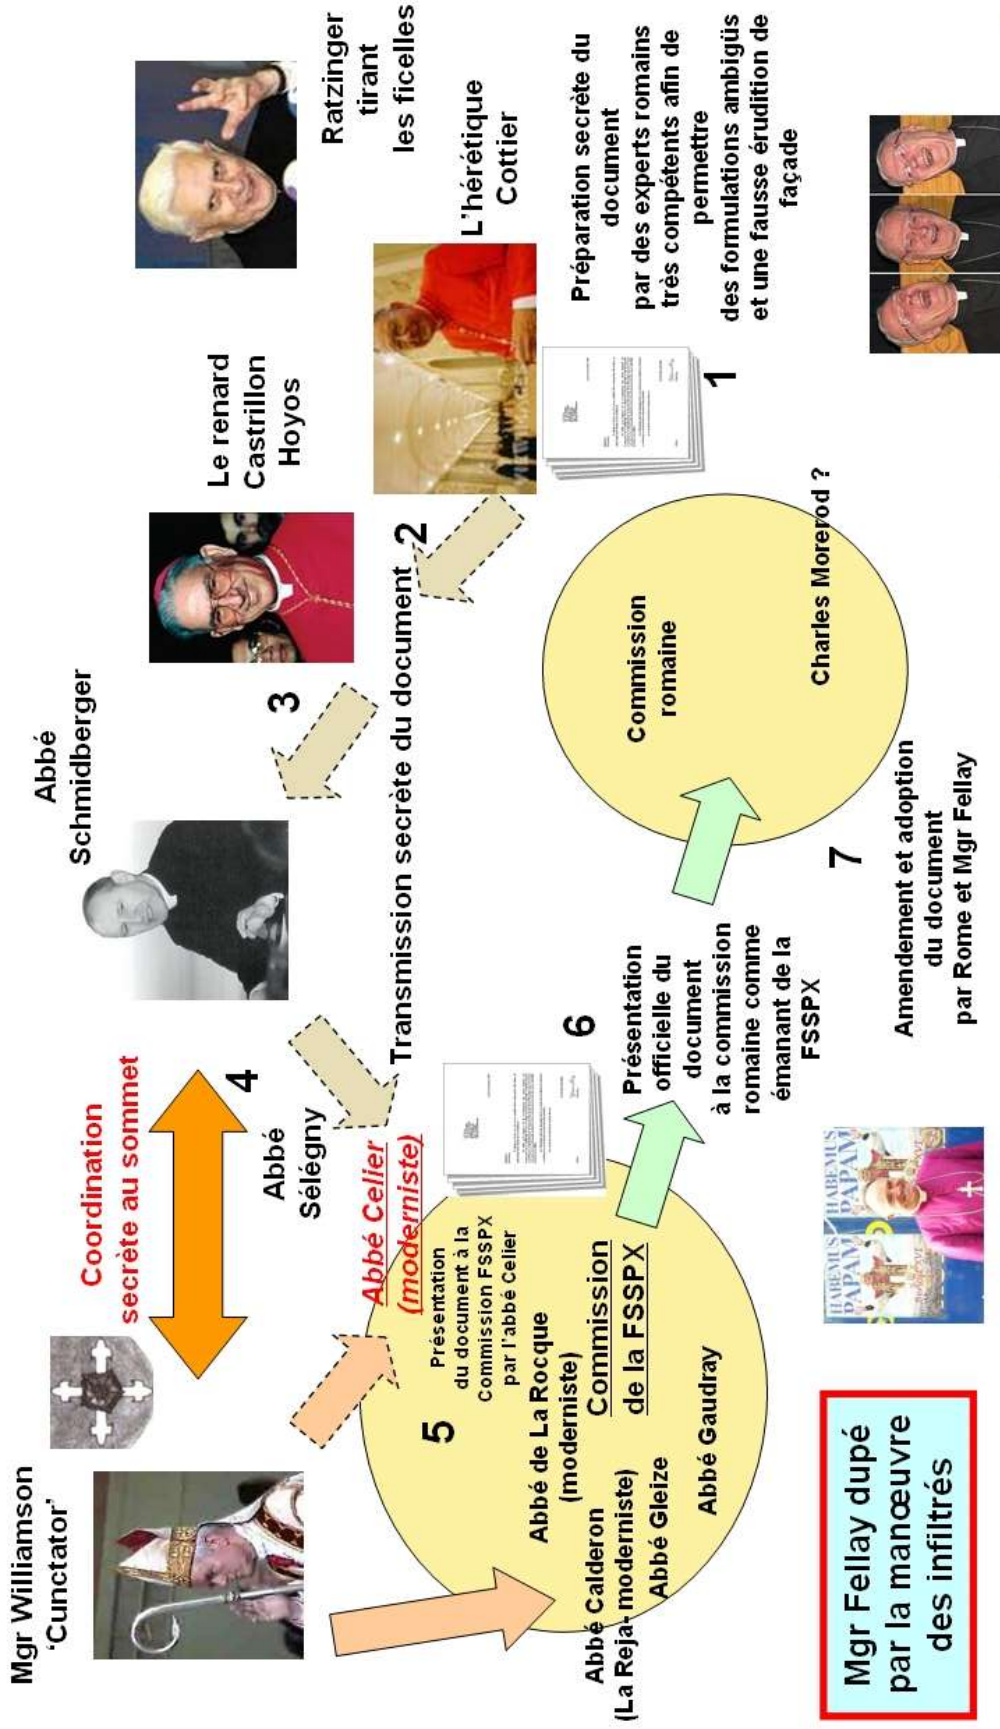 Mgr Williamson
‘Cunctator’
Coordination
secrète au sommet
Abbé
Schmidberger
Le renard
Castrillon
Hoyos
Ratzinger
tirant
les ficelles
L’hérétique
Cottier
4
Abbé
Sélégny
3
Transmission secrète du document
2
Abbé Celier
(moderniste)
Présentation
du document à la
Commission FSSPX
par l’abbé Celier
5
Abbé de La Rocque
(moderniste)
Commission
de la FSSPX
Abbé Calderon
(La Reja- moderniste)
Abbé Gleize
Abbé Gaudray
6
Présentation
officielle du
document
à la commission
romaine comme
émanant de la
FSSPX
Commission
romaine
Charles Morerod ?
1
Préparation secrète du
document
par des experts romains
très compétents afin de
permettre
des formulations ambigüs
et une fausse érudition de
façade
7
Amendement et adoption
du document
par Rome et Mgr Fellay
HABEMUS
PAPAM
HABEMUS
PAPAM
Mgr Fellay dupé
par la manœuvre
des infiltrés